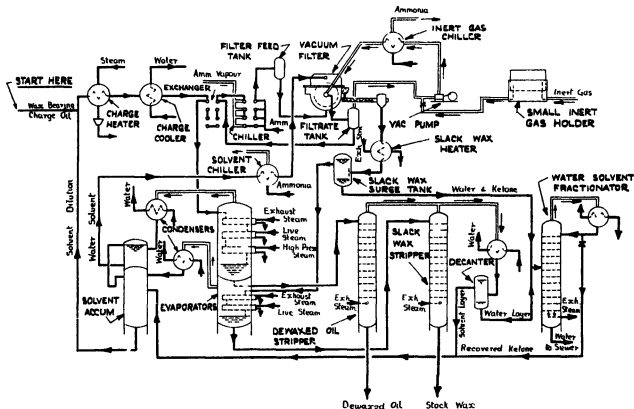 Ammonia
INERT GAS
CHILLER
FILTER FEED
TANK
VACUUM
FILTER
START HERE
Steam
Water
EXCHANGER
Amm Vapour
Inert Gas
SMALL INERT
GAS HOLDER
VAC PUMP
Wax Bearing
Charge Oil
CHARGE
HEATER
CHARGE
COOLER
CHILLER
Amm
FILTRATE
TANK
Exh Stm
SLACK WAX
HEATER
SOLVENT
CHILLER
Ammonia
SLACK WAX
SURGE TANK
Water & Ketone
WATER SOLVENT
FRACTIONATOR
Solvent Dilution
Water
Solvent
Water
CONDENSERS
Water
Exhaust
Steam
Live
Steam
High Pres
Steam
SLACK
WAX
STRIPPER
Water
DECANTER
SOLVENT
ACCUM
EVAPORATORS
Exhaust
Steam
Live Steam
DEWAXED OIL
STRIPPER
Exh.
Steam
Exh
Steam
Solvent Layer
Water Layer
Exh.
Steam
Water
to Sewer
Recovered Ketone
Dewaxed Oil
Stock Wax